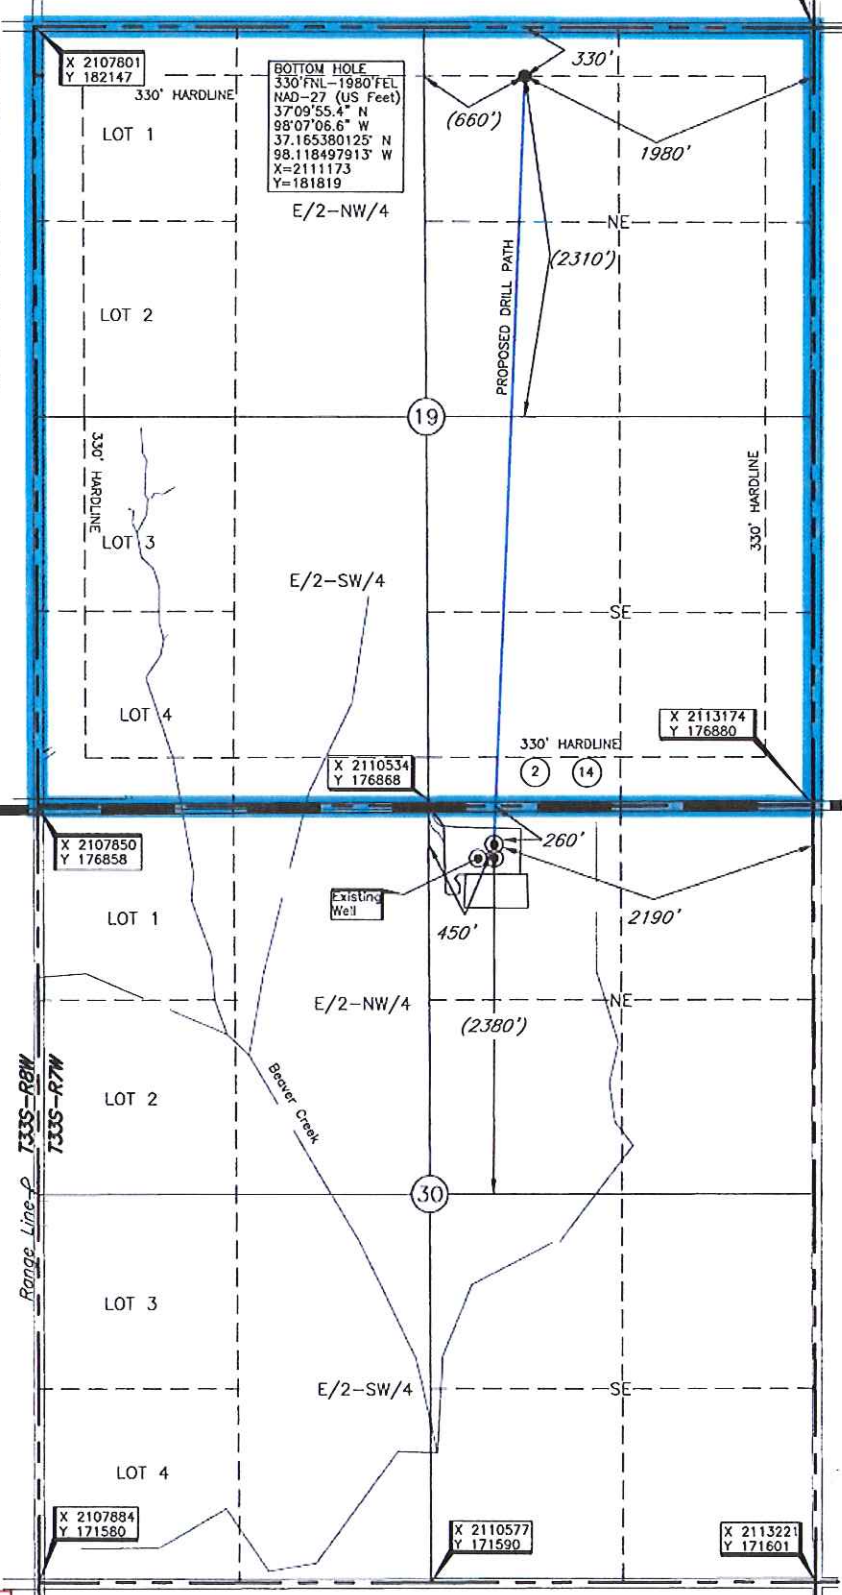 X 2107801
Y 182147
330' HARDLINE
LOT 1
BOTTOM HOLE
330'FNL-1980'FEL
NAD-27 (US Feet)
37°09'55.4" N
98°07'06.6" W
37.165380125° N
98.118497913° W
X=2111173
Y=181819
330'
(660')
1980'
E/2-NW/4
NE
PROPOSED DRILL PATH
(2310')
LOT 2
19
330' HARDLINE
330' HARDLINE
LOT 3
E/2-SW/4
SE
LOT 4
X 2113174
Y 176880
330' HARDLINE
X 2110534
Y 176868
2
14
X 2107850
Y 176858
260'
Existing
Well
LOT 1
450'
2190'
E/2-NW/4
NE
(2380')
Beaver Creek
T33S-R8W
T33S-R7W
LOT 2
Range Line
30
LOT 3
E/2-SW/4
SE
LOT 4
X 2107884
Y 171580
X 2110577
Y 171590
X 2113221
Y 171601